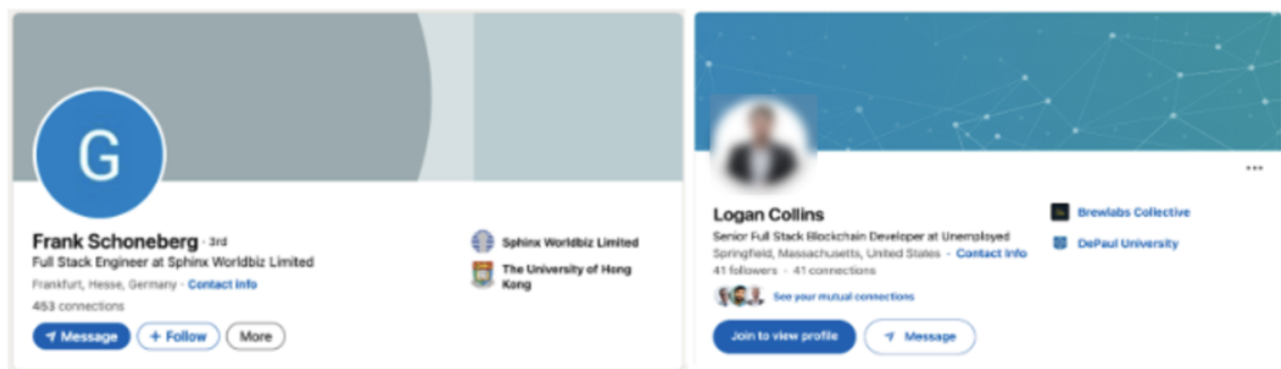 G
Frank Schoneberg · 3rd
Full Stack Engineer at Sphinx Worldbiz Limited
Frankfurt, Hesse, Germany · Contact info
453 connections
Message
+ Follow
More
Sphinx Worldbiz Limited
The University of Hong
Kong
Logan Collins
Senior Full Stack Blockchain Developer at Unemployed
Springfield, Massachusetts, United States · Contact Info
41 followers · 41 connections
See your mutual connections
Join to view profile
Message
Brewlabs Collective
DePaul University